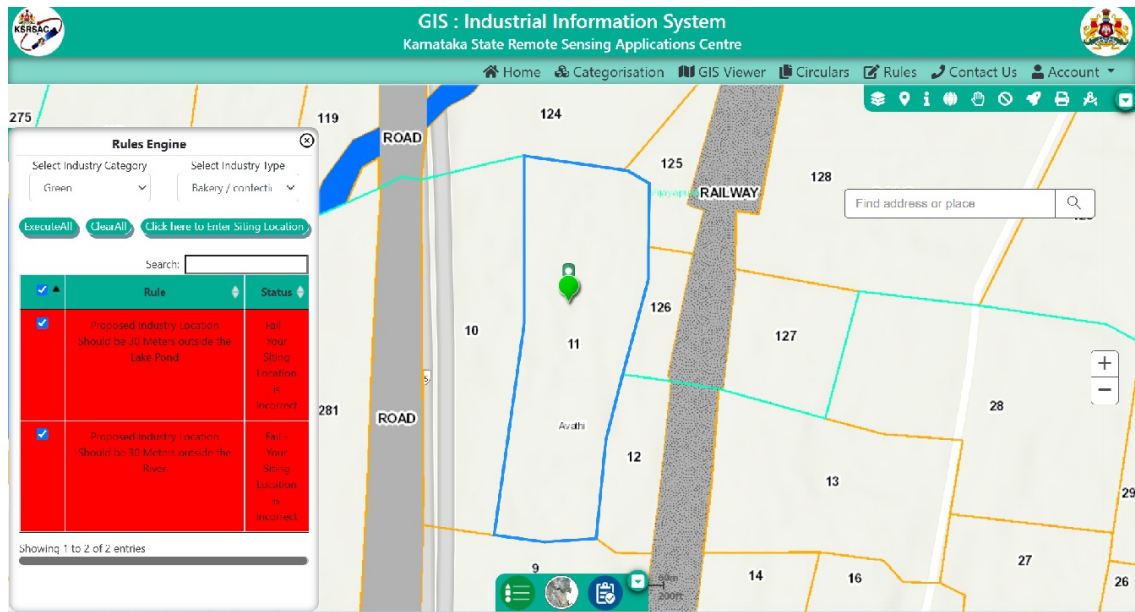 KSRSAC
GIS : Industrial Information System
Karnataka State Remote Sensing Applications Centre
Home Categorisation GIS Viewer Circulars Rules Contact Us Account
275
119
124
ROAD
125
RAILWAY
128
Find address or place
Rules Engine
Select Industry Category Select Industry Type
Green Bakery / confecti
ExecuteAll ClearAll Click here to Enter Siting Location
Search:
Rule Status
Proposed Industry Location
Should be 30 Meters outside the
Lake Pond
Fail -
Your
Siting
Location
is
Incorrect
Proposed Industry Location
Should be 30 Meters outside the
River
Fail -
Your
Siting
Location
is
Incorrect
Showing 1 to 2 of 2 entries
10
11
126
127
281
ROAD
Avathi
12
13
28
29
9
14
16
27
26
50m
200ft